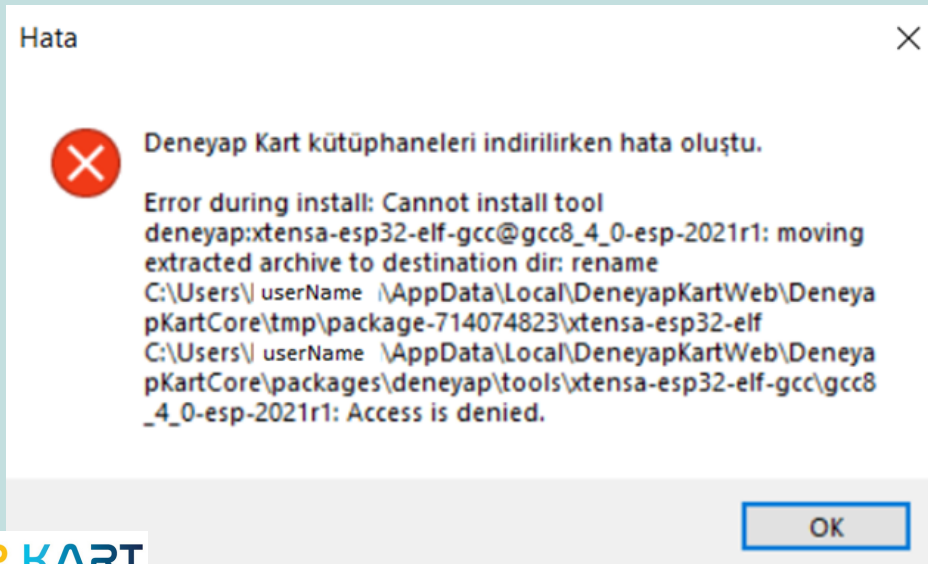 Hata
Deneyap Kart kütüphaneleri indirilirken hata oluştu.
Error during install: Cannot install tool
deneyap:xtensa-esp32-elf-gcc@gcc8_4_0-esp-2021r1: moving
extracted archive to destination dir: rename
C:\Users\ userName \AppData\Local\DeneyapKartWeb\Deneya
pKartCore\tmp\package-714074823\xtensa-esp32-elf
C:\Users\ userName \AppData\Local\DeneyapKartWeb\Deneya
pKartCore\packages\deneyap\tools\xtensa-esp32-elf-gcc\gcc8
_4_0-esp-2021r1: Access is denied.
OK
KART